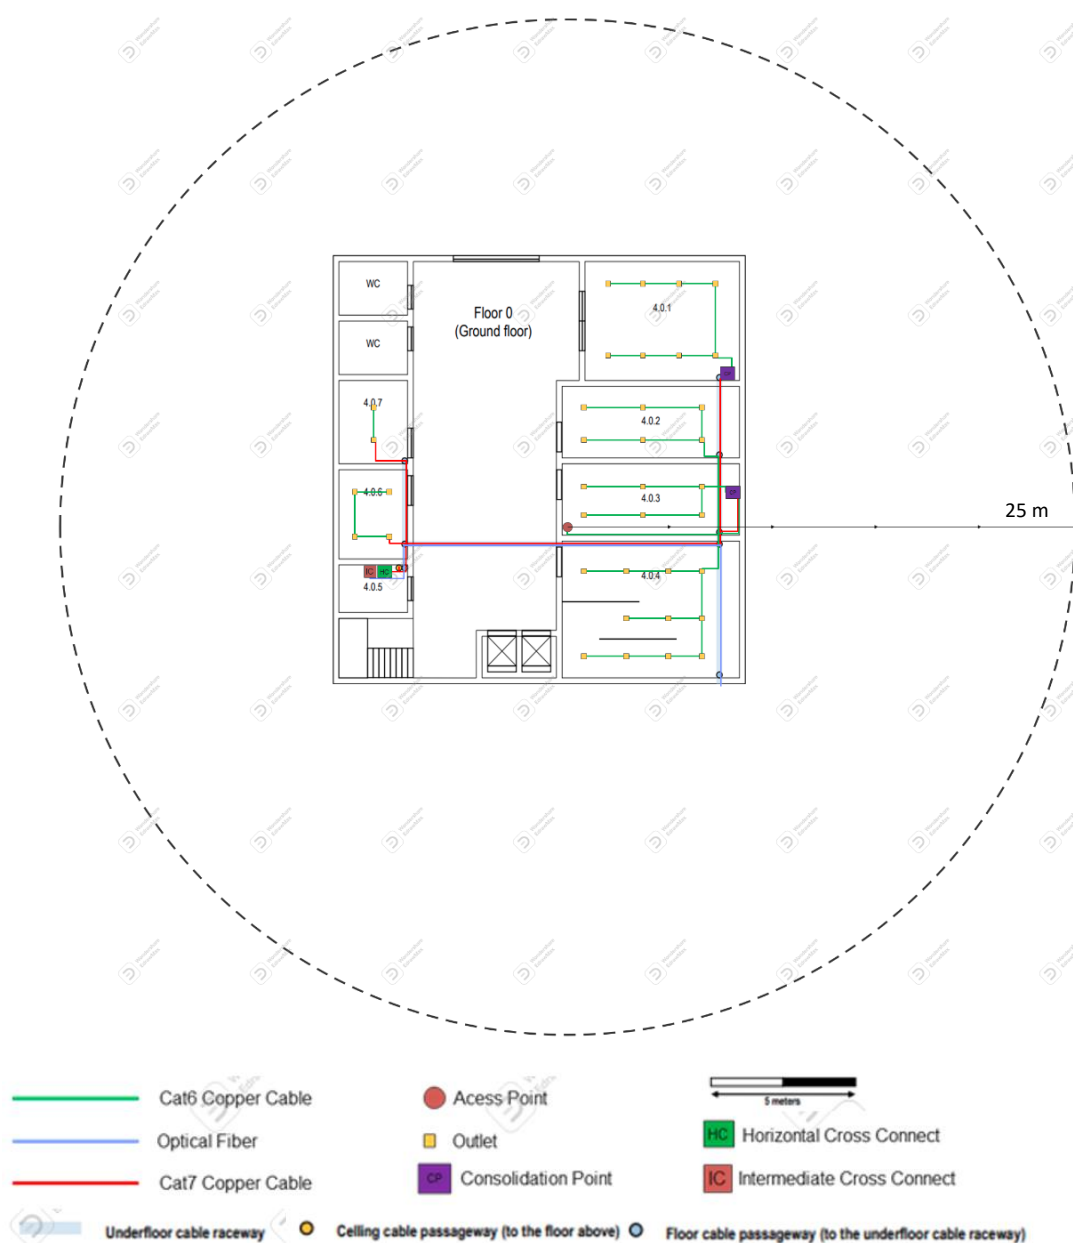 WC
Floor 0
(Ground floor)
4.0.1
WC
4.0.7
4.0.2
4.0.6
4.0.3
CP
25 m
IC
HC
4.0.5
4.0.4
Cat6 Copper Cable
Acess Point
5 meters
Optical Fiber
Outlet
HC
Horizontal Cross Connect
Cat7 Copper Cable
CP
Consolidation Point
IC
Intermediate Cross Connect
Underfloor cable raceway
Celling cable passageway (to the floor above)
Floor cable passageway (to the underfloor cable raceway)